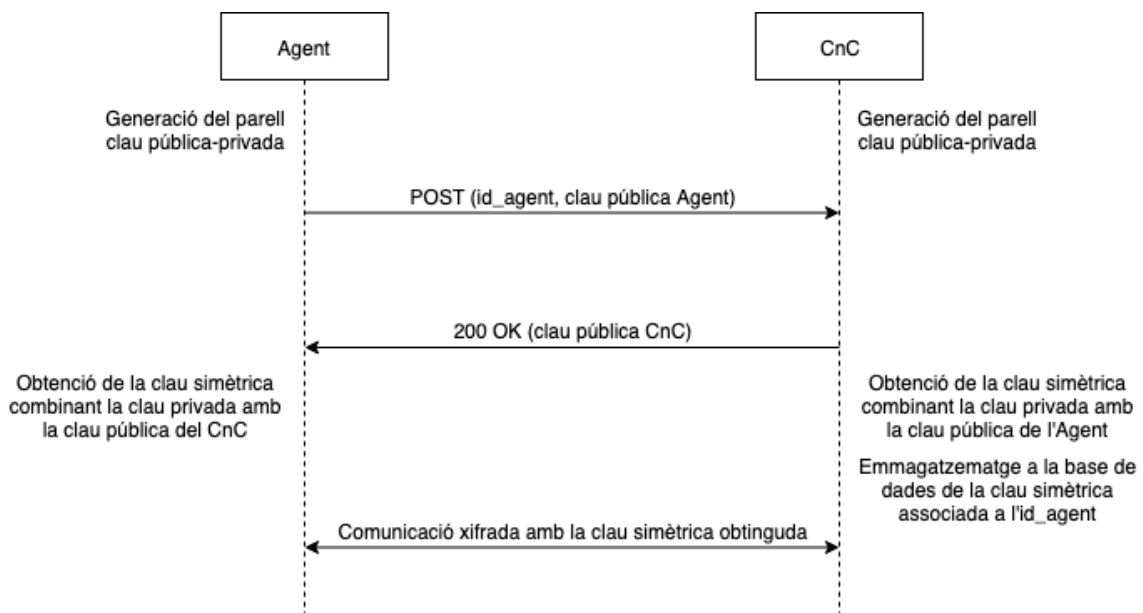 Agent
CnC
Generació del parell
clau pública-privada
Generació del parell
clau pública-privada
POST (id_agent, clau pública Agent)
200 OK (clau pública CnC)
Obtenció de la clau simètrica
combinant la clau privada amb
la clau pública del CnC
Obtenció de la clau simètrica
combinant la clau privada amb
la clau pública de l'Agent
Emmagatzematge a la base de
dades de la clau simètrica
associada a l'id_agent
Comunicació xifrada amb la clau simètrica obtinguda